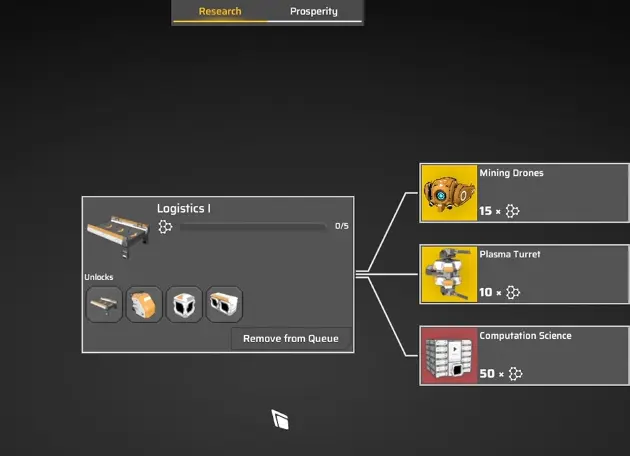 Research
Prosperity
Logistics I
0/5
Unlocks
Remove from Queue
Mining Drones
15 ×
Plasma Turret
10 ×
Computation Science
50 ×